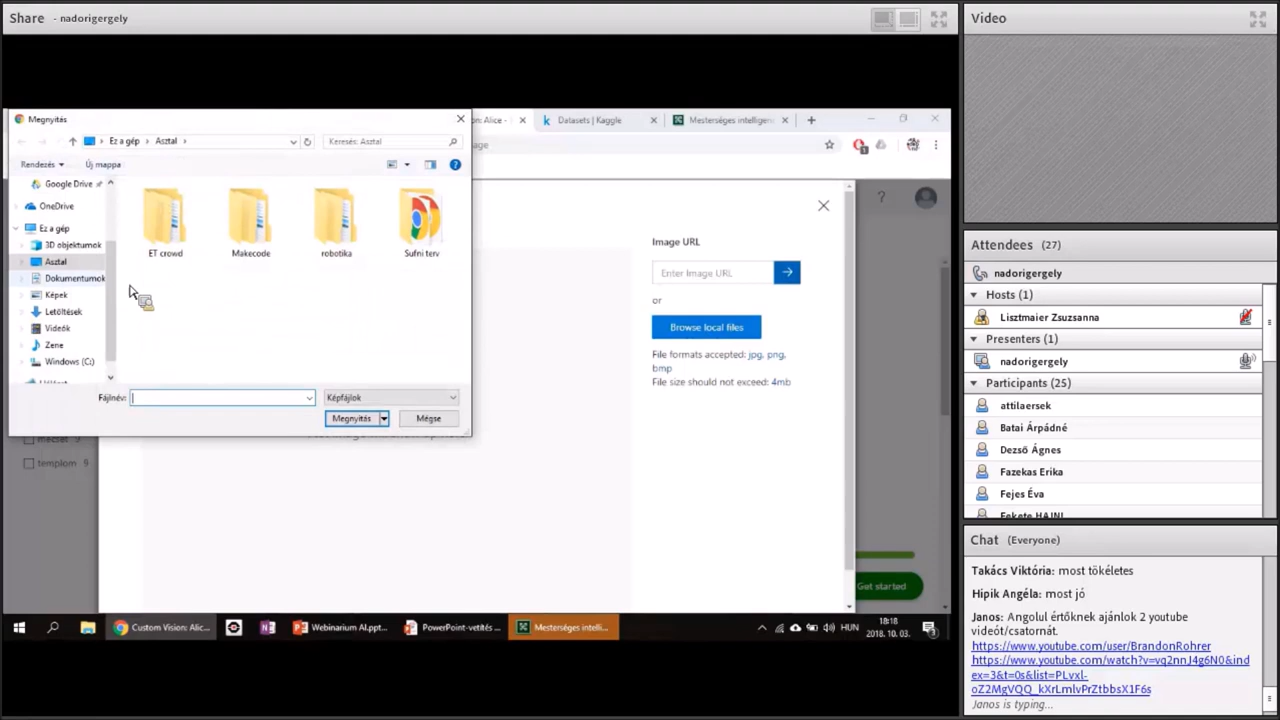 Share - nadorigergely
Megnyitás
Ez a gép
Asztal
Keresés: Asztal
Rendezés
Új mappa
Google Drive
OneDrive
Ez a gép
3D objektumok
Asztal
Dokumentumok
Képek
Letöltések
Videók
Zene
Windows (C:)
ET crowd
Makecode
robotika
Sufni terv
Fájlnév:
Képfájlok
Megnyitás
Mégse
Alice -
Datasets | Kaggle
Mesterséges intelligen
age
Image URL
Enter Image URL
or
Browse local files
File formats accepted: jpg, png,
bmp
File size should not exceed: 4mb
mecset 9
templom 9
Get started
Custom Vision: Alic...
Webinarium AI.ppt...
PowerPoint-vetítés ...
Mesterséges intelli...
HUN
18:18
2018. 10. 03.
Video
Attendees (27)
nadorigergely
Hosts (1)
Lisztmaier Zsuzsanna
Presenters (1)
nadorigergely
Participants (25)
attilaersek
Batai Árpádné
Dezső Ágnes
Fazekas Erika
Fejes Éva
Chat (Everyone)
Takács Viktória: most tökéletes
Hipik Angéla: most jó
Janos: Angolul értőknek ajánlok 2 youtube
videót/csatornát.
https://www.youtube.com/user/BrandonRohrer
https://www.youtube.com/watch?v=vq2nnJ4g6N0&ind
ex=3&t=0s&list=PLvxl-
oZ2MgVQQ_kXrLmlvPrZtbbsX1F6s
Janos is typing...